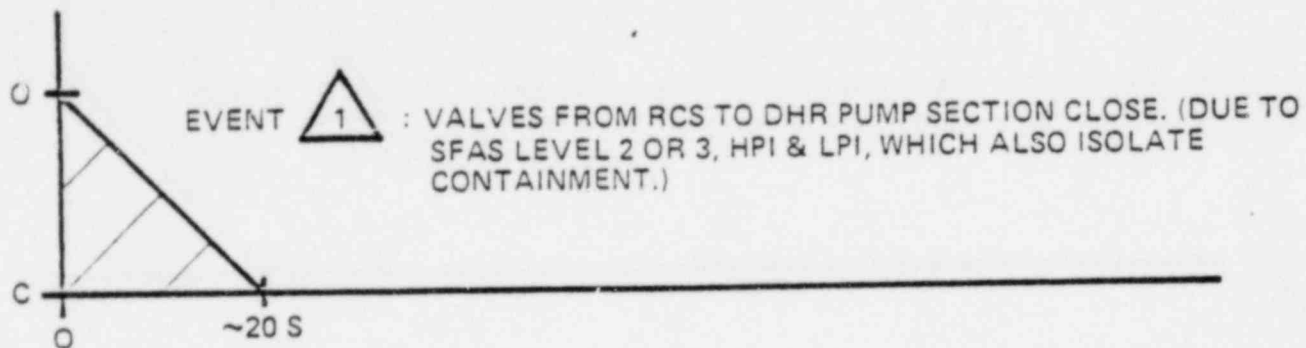 O
EVENT 1 : VALVES FROM RCS TO DHR PUMP SECTION CLOSE. (DUE TO
SFAS LEVEL 2 OR 3, HPI & LPI, WHICH ALSO ISOLATE
CONTAINMENT.)
C
O
~20 S